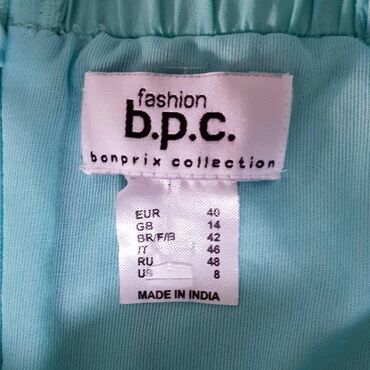 fashion
b.p.c.
bonprix collection
EUR 40
GB 14
BR/F/B 42
IT 46
RU 48
US 8
MADE IN INDIA